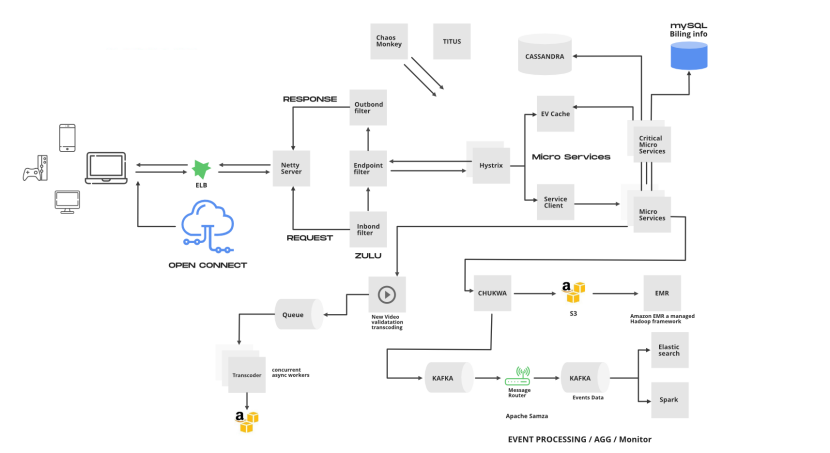 mySQL
Biling info
Chaos
Monkey
TITUS
CASSANDRA
RESPONSE
Outbond
filter
EV Cache
Critical
Micro
Services
Netty
Server
Endpoint
filter
Hystrix
Micro Services
ELB
Service
Client
Micro
Services
REQUEST
Inbond
filter
ZULU
OPEN CONNECT
CHUKWA
a
S3
EMR
Amazon EMR a managed
Hadoop framework
Queue
New Video
validatation
transcoding
Elastic
search
Transcoder
concurrent
async workers
KAFKA
Message
Router
KAFKA
Events Data
Spark
a
Apache Samza
EVENT PROCESSING / AGG / Monitor